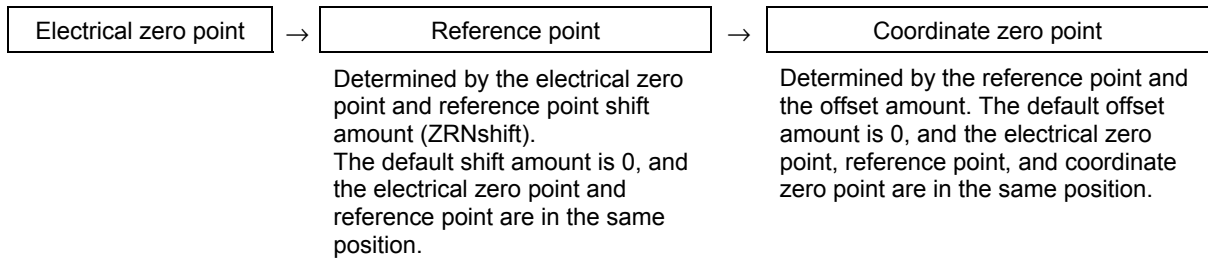 Electrical zero point → Reference point → Coordinate zero point
Determined by the electrical zero
point and reference point shift
amount (ZRNshift).
The default shift amount is 0, and
the electrical zero point and
reference point are in the same
position.
Determined by the reference point and
the offset amount. The default offset
amount is 0, and the electrical zero
point, reference point, and coordinate
zero point are in the same position.